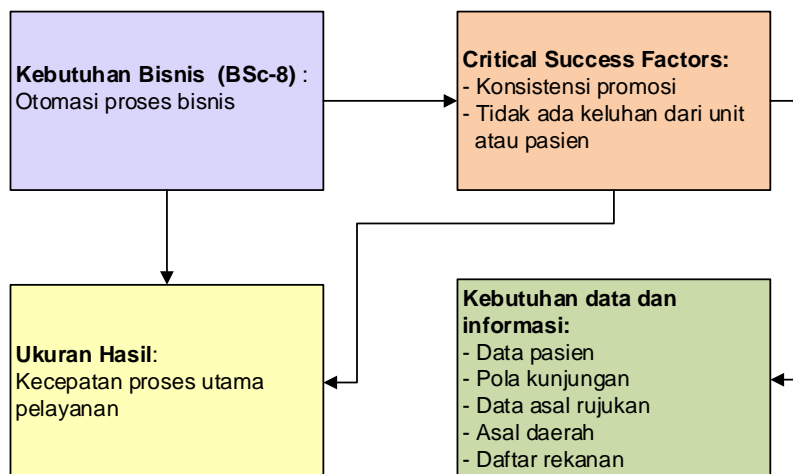 Kebutuhan Bisnis  (BSc-8) :
Otomasi proses bisnis
Critical Success Factors:
- Konsistensi promosi
- Tidak ada keluhan dari unit
atau pasien
Ukuran Hasil:
Kecepatan proses utama
pelayanan
Kebutuhan data dan
informasi:
- Data pasien
- Pola kunjungan
- Data asal rujukan
- Asal daerah
- Daftar rekanan